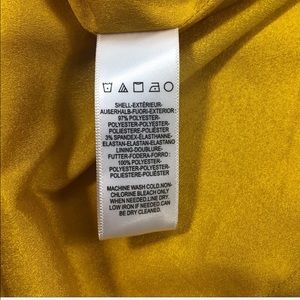 SHELL-EXTÉRIEUR-
AUßERHALB-FUORI-EXTERIOR:
97% POLYESTER-
POLYESTER-POLYESTER-
POLIESTERE-POLIÉSTER
3% SPANDEX-ÉLASTHANNE-
ELASTAN-ELASTAN-ELASTANO
LINING-DOUBLURE-
FUTTER-FODERA-FORRO:
100% POLYESTER-
POLYESTER-POLYESTER-
POLIESTERE-POLIÉSTER
MACHINE WASH COLD.NON-
CHLORINE BLEACH ONLY
WHEN NEEDED.LINE DRY.
LOW IRON IF NEEDED.CAN
BE DRY CLEANED.